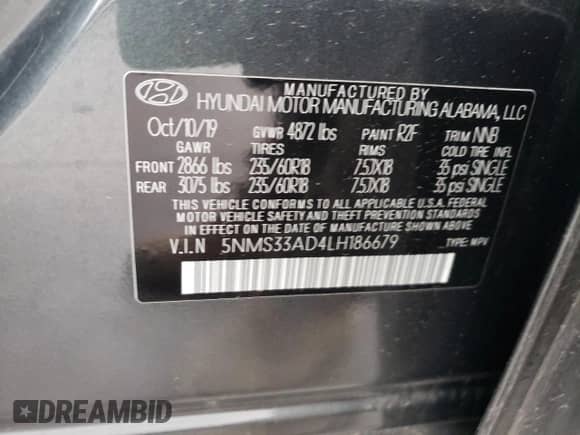 MANUFACTURED BY
HYUNDAI MOTOR MANUFACTURING ALABAMA, LLC
Oct/10/19 GVWR 4872 lbs PAINT R2F TRIM NNB
GAWR TIRES RIMS COLD TIRE INFL
FRONT 2866 lbs 235/60R18 7.5JX18 35 psi SINGLE
REAR 3075 lbs 235/60R18 7.5JX18 35 psi SINGLE
THIS VEHICLE CONFORMS TO ALL APPLICABLE U.S.A. FEDERAL
MOTOR VEHICLE SAFETY AND THEFT PREVENTION STANDARDS
IN EFFECT ON THE DATE OF MANUFACTURE SHOWN ABOVE
V.I.N 5NMS33AD4LH186679 TYPE: MPV
DREAMBID